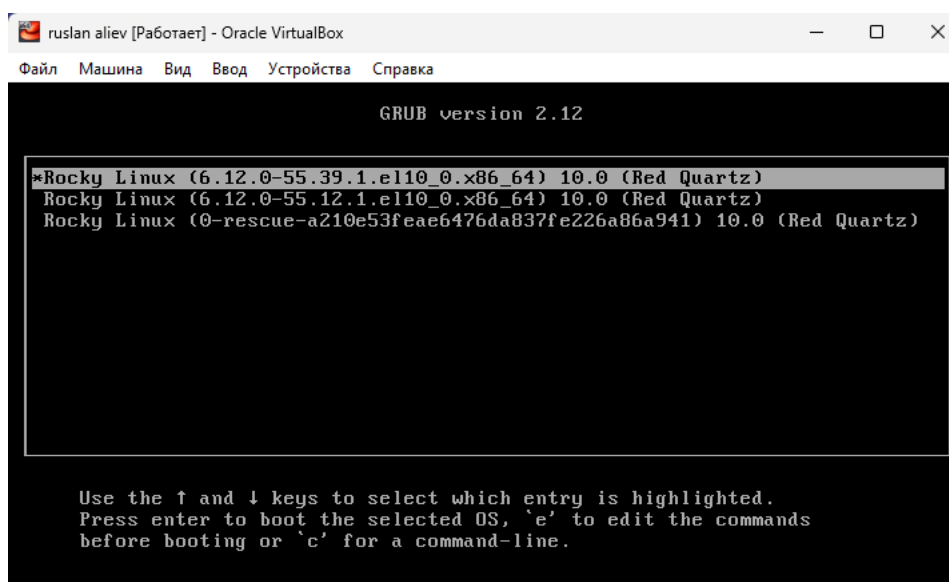 ruslan aliev [Работает] - Oracle VirtualBox
Файл Машина Вид Ввод Устройства Справка
GRUB version 2.12
*Rocky Linux (6.12.0-55.39.1.el10_0.x86_64) 10.0 (Red Quartz)
Rocky Linux (6.12.0-55.12.1.el10_0.x86_64) 10.0 (Red Quartz)
Rocky Linux (0-rescue-a210e53feae6476da837fe226a86a941) 10.0 (Red Quartz)
Use the ↑ and ↓ keys to select which entry is highlighted.
Press enter to boot the selected OS, `e' to edit the commands
before booting or `c' for a command-line.